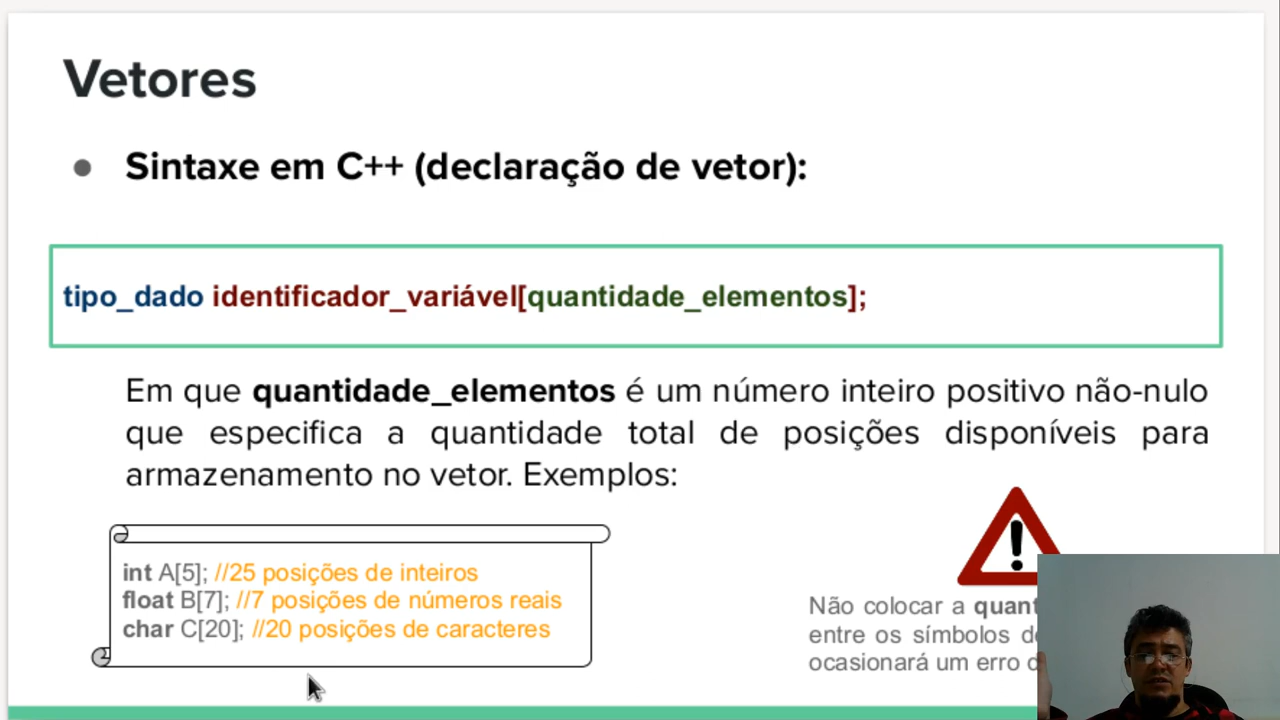 Vetores
Sintaxe em C++ (declaração de vetor):
tipo_dado identificador_variável[quantidade_elementos];
Em que quantidade_elementos é um número inteiro positivo não-nulo
que especifica a quantidade total de posições disponíveis para
armazenamento no vetor. Exemplos:
int A[5]; //25 posições de inteiros
float B[7]; //7 posições de números reais
char C[20]; //20 posições de caracteres
Não colocar a
entre os símbolos
ocasionará um erro